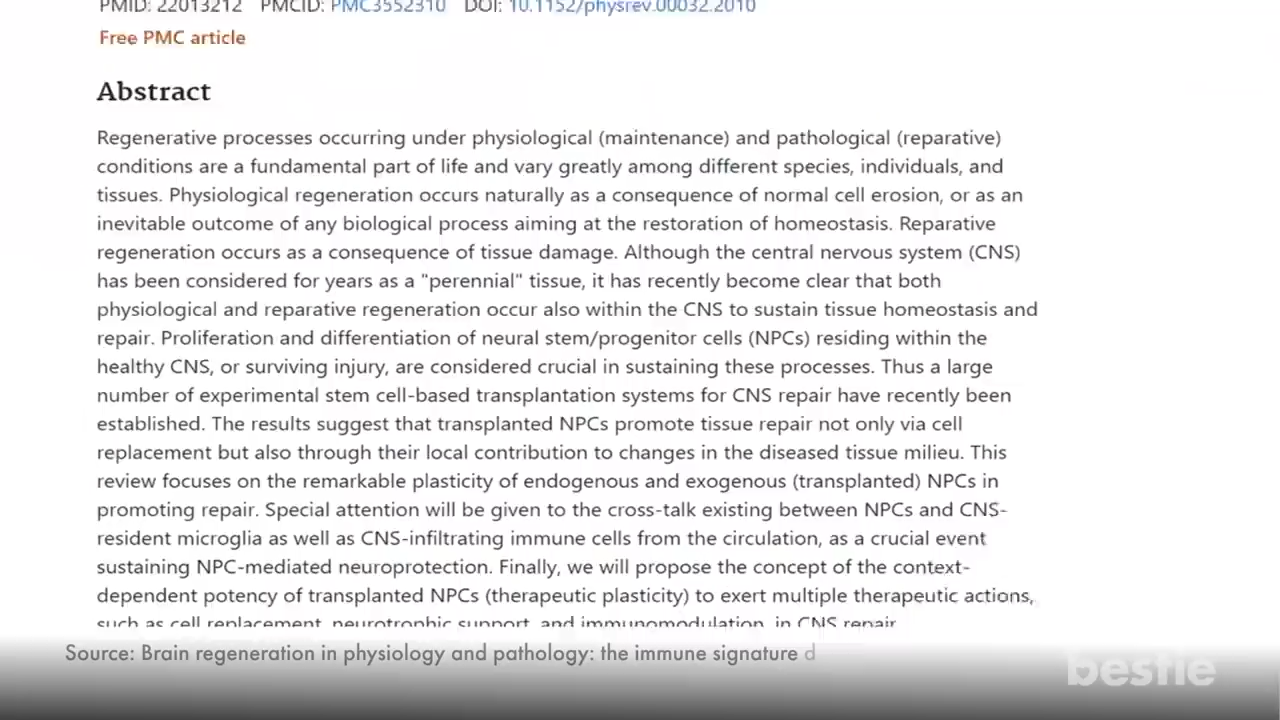 PMID: 22013212 PMCID: PMC3552310 DOI: 10.1152/physrev.00032.2010
Free PMC article
Abstract
Regenerative processes occurring under physiological (maintenance) and pathological (reparative)
conditions are a fundamental part of life and vary greatly among different species, individuals, and
tissues. Physiological regeneration occurs naturally as a consequence of normal cell erosion, or as an
inevitable outcome of any biological process aiming at the restoration of homeostasis. Reparative
regeneration occurs as a consequence of tissue damage. Although the central nervous system (CNS)
has been considered for years as a "perennial" tissue, it has recently become clear that both
physiological and reparative regeneration occur also within the CNS to sustain tissue homeostasis and
repair. Proliferation and differentiation of neural stem/progenitor cells (NPCs) residing within the
healthy CNS, or surviving injury, are considered crucial in sustaining these processes. Thus a large
number of experimental stem cell-based transplantation systems for CNS repair have recently been
established. The results suggest that transplanted NPCs promote tissue repair not only via cell
replacement but also through their local contribution to changes in the diseased tissue milieu. This
review focuses on the remarkable plasticity of endogenous and exogenous (transplanted) NPCs in
promoting repair. Special attention will be given to the cross-talk existing between NPCs and CNS-
resident microglia as well as CNS-infiltrating immune cells from the circulation, as a crucial event
sustaining NPC-mediated neuroprotection. Finally, we will propose the concept of the context-
dependent potency of transplanted NPCs (therapeutic plasticity) to exert multiple therapeutic actions,
such as cell replacement, neurotrophic support, and immunomodulation, in CNS repair.
Source: Brain regeneration in physiology and pathology: the immune signature d
bestie